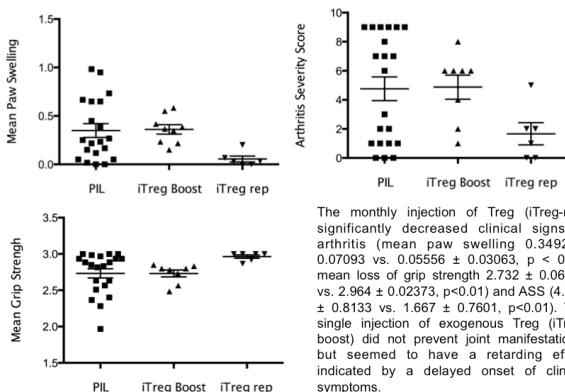 Mean Paw Swelling
1.5
1.0
0.5
0.0
PIL iTreg Boost iTreg rep
Arthritis Severity Score
10
8
6
4
2
0
PIL iTreg Boost iTreg rep
Mean Grip Strengh
3.5
3.0
2.5
2.0
1.5
PIL iTreg Boost iTreg rep
The monthly injection of Treg (iTreg-r
significantly decreased clinical signs
arthritis (mean paw swelling 0.3492
0.07093 vs. 0.05556 ± 0.03063, p < 0
mean loss of grip strength 2.732 ± 0.06
vs. 2.964 ± 0.02373, p<0.01) and ASS (4.
± 0.8133 vs. 1.667 ± 0.7601, p<0.01).
single injection of exogenous Treg (iTr
boost) did not prevent joint manifestatio
but seemed to have a retarding eff
indicated by a delayed onset of clin
symptoms.